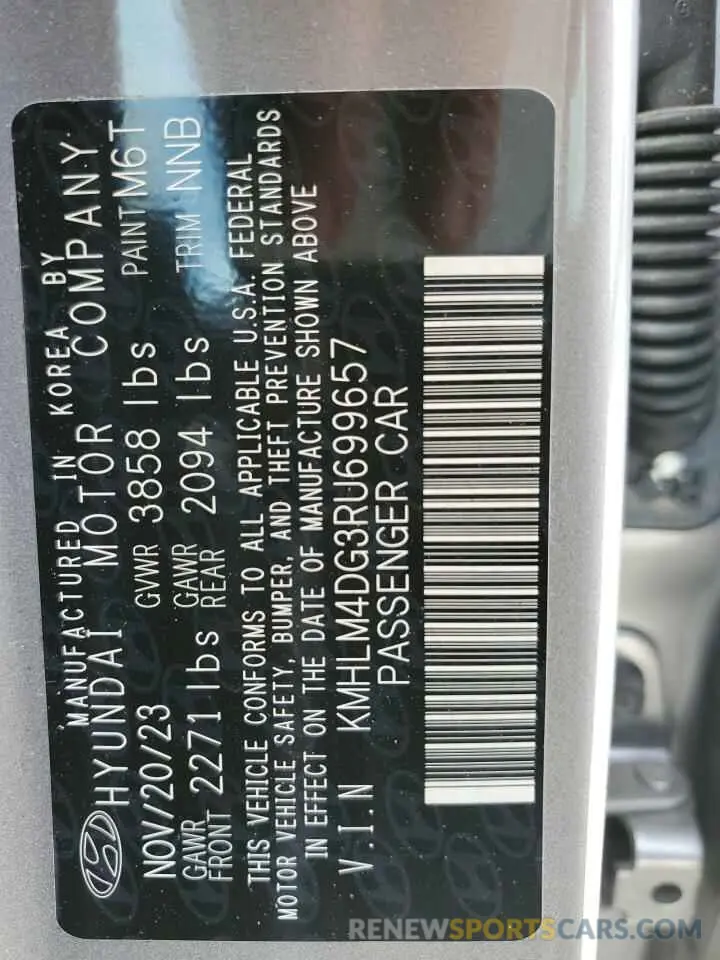 MANUFACTURED IN KOREA BY
HYUNDAI MOTOR COMPANY
NOV/20/23 GVWR 3858 lbs PAINT M6T
GAWR FRONT 2271 lbs GAWR REAR 2094 lbs TRIM NNB
THIS VEHICLE CONFORMS TO ALL APPLICABLE U.S.A. FEDERAL
MOTOR VEHICLE SAFETY, BUMPER, AND THEFT PREVENTION STANDARDS
IN EFFECT ON THE DATE OF MANUFACTURE SHOWN ABOVE
V.I.N KMHLM4DG3RU699657
PASSENGER CAR
RENEWSPORTSCARS.COM